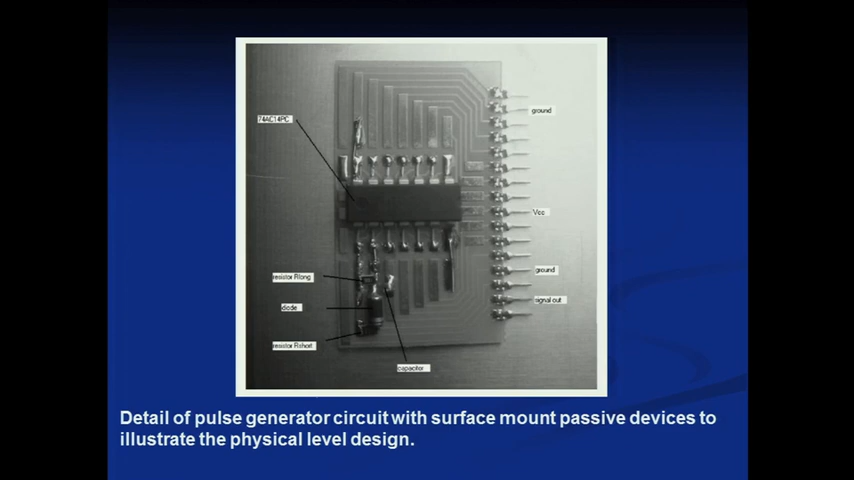 74AC14PC
ground
Vcc
ground
resistor Rlong
signal out
diode
resistor Rshort
capacitor
Detail of pulse generator circuit with surface mount passive devices to
illustrate the physical level design.